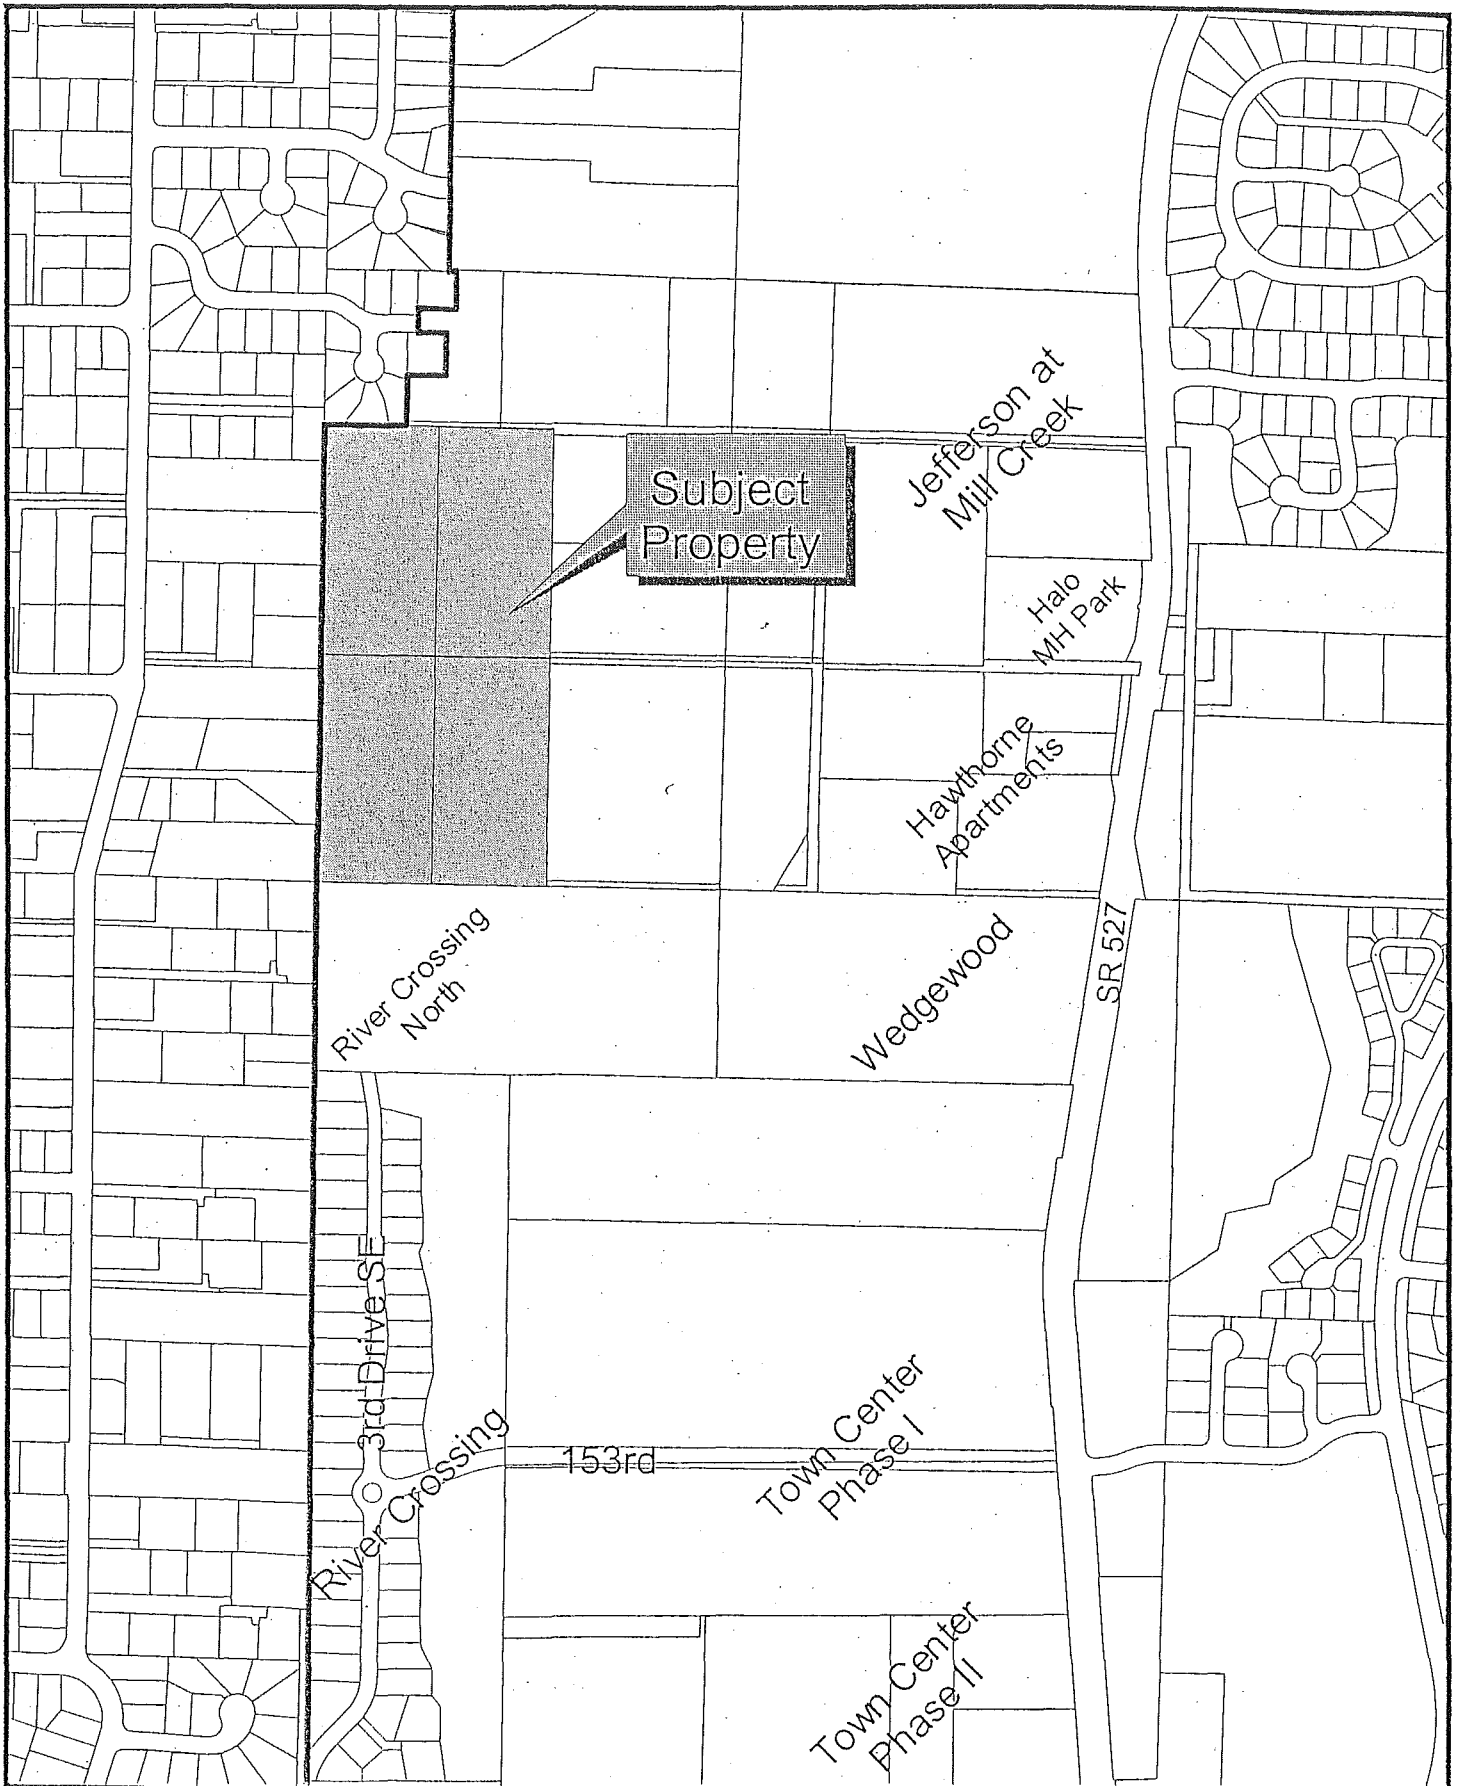 Jefferson at
Mill Creek
Subject
Property
Halo
MH Park
Hawthorne
Apartments
River Crossing
North
Wedgewood
SR 527
3rd Drive SE
River Crossing
153rd
Town Center
Phase I
Town Center
Phase II